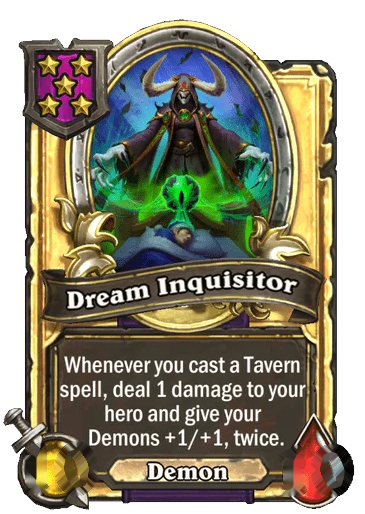 Dream Inquisitor
Whenever you cast a Tavern
spell, deal 1 damage to your
hero and give your
Demons +1/+1, twice.
Demon